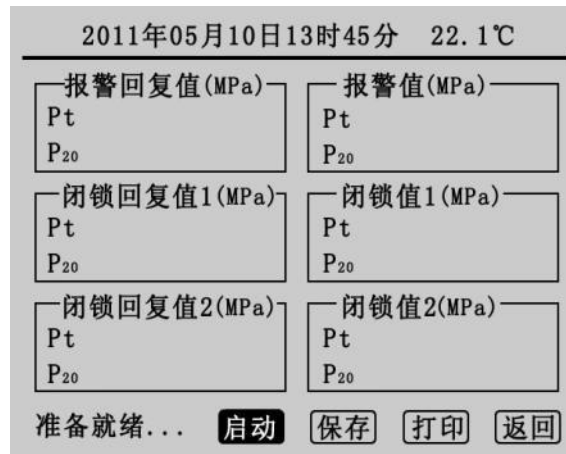 2011年05月10日13时45分 22.1℃
报警回复值(MPa) 报警值(MPa)
Pt Pt
P₂₀ P₂₀
闭锁回复值1(MPa) 闭锁值1(MPa)
Pt Pt
P₂₀ P₂₀
闭锁回复值2(MPa) 闭锁值2(MPa)
Pt Pt
P₂₀ P₂₀
准备就绪... 启动 保存 打印 返回